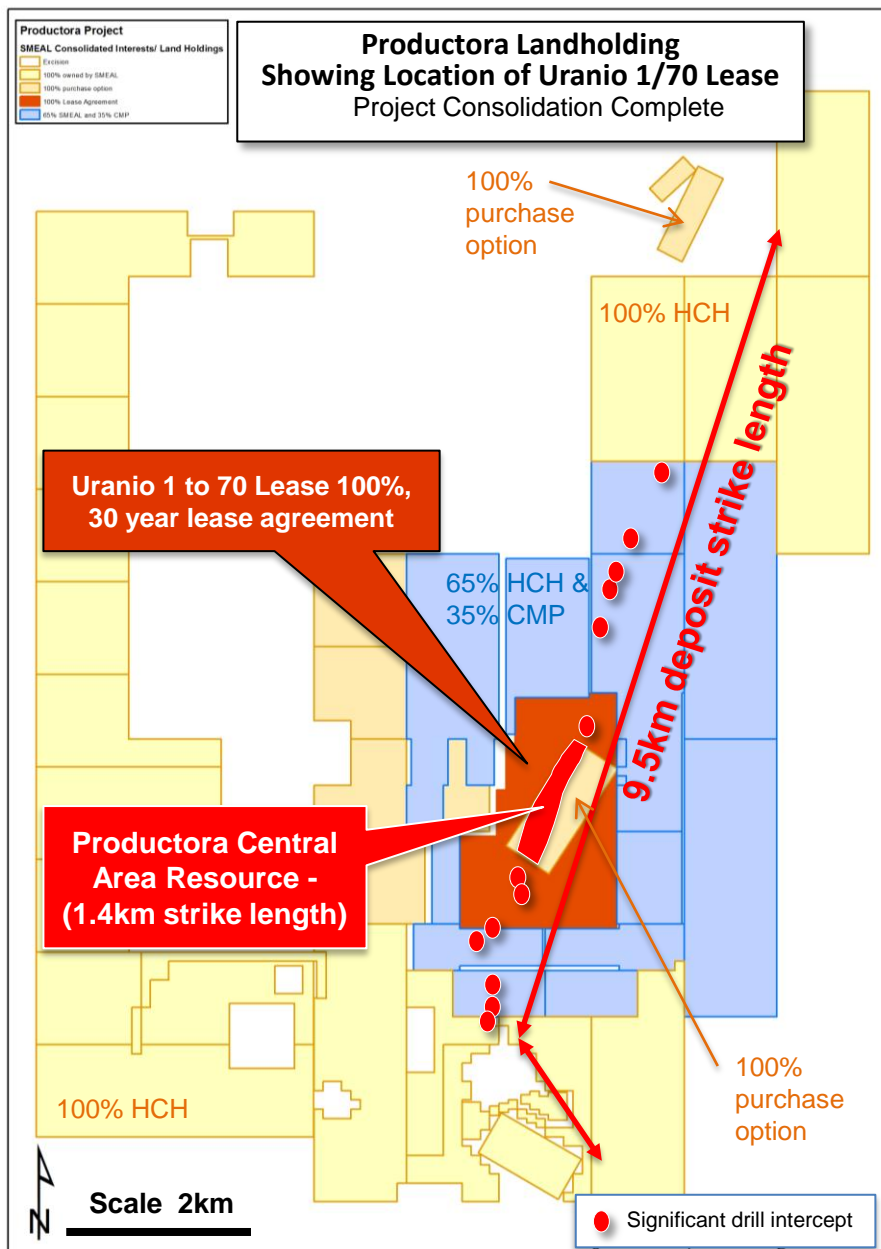 Productora Project
SMEAL Consolidated Interests/ Land Holdings
Excision
100% owned by SMEAL
100% purchase option
100% Lease Agreement
65% SMEAL and 35% CMP
Productora Landholding
Showing Location of Uranio 1/70 Lease
Project Consolidation Complete
100%
purchase
option
100% HCH
9.5km deposit strike length
Uranio 1 to 70 Lease 100%,
30 year lease agreement
65% HCH &
35% CMP
Productora Central
Area Resource -
(1.4km strike length)
100% HCH
100%
purchase
option
N
Scale 2km
Significant drill intercept